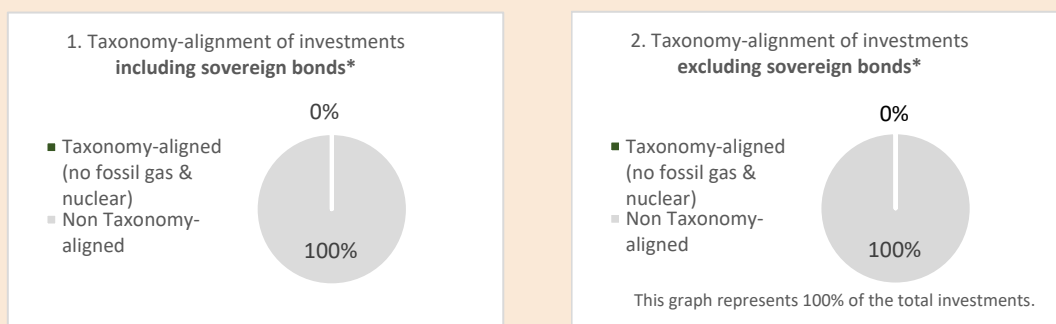 1. Taxonomy-alignment of investments
including sovereign bonds*
0%
Taxonomy-aligned
(no fossil gas &
nuclear)
Non Taxonomy-
aligned
100%
2. Taxonomy-alignment of investments
excluding sovereign bonds*
0%
Taxonomy-aligned
(no fossil gas &
nuclear)
Non Taxonomy-
aligned
100%
This graph represents 100% of the total investments.